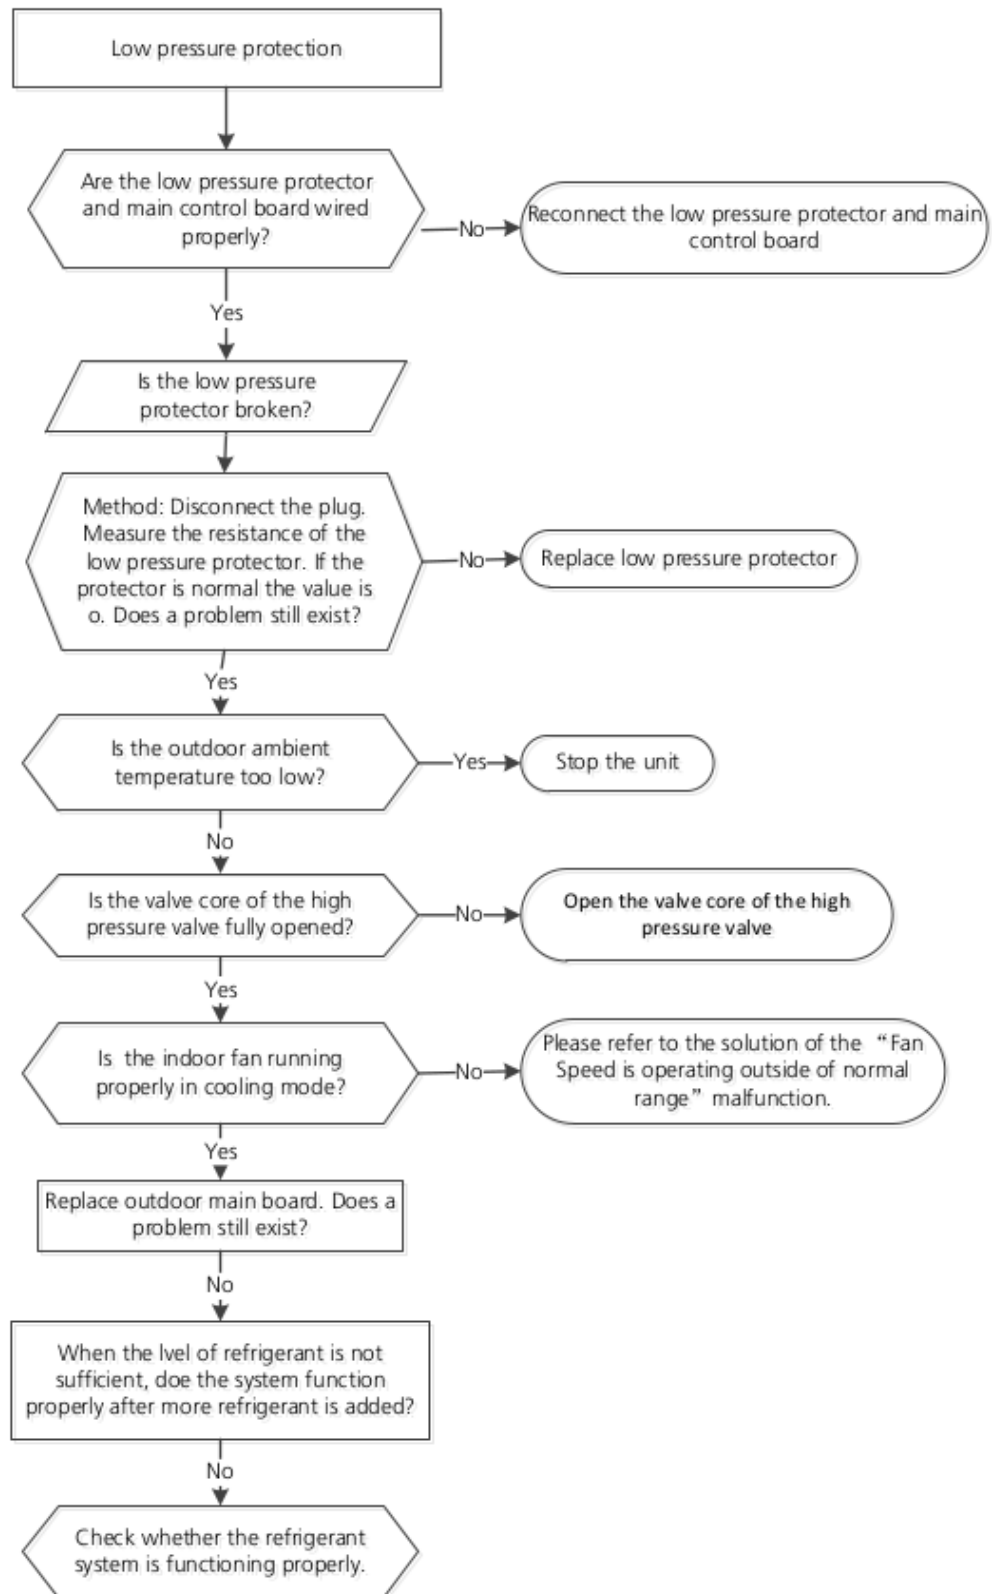 Low pressure protection
Are the low pressure protector
and main control board wired
properly?
No
Reconnect the low pressure protector and main
control board
Yes
Is the low pressure
protector broken?
Method: Disconnect the plug.
Measure the resistance of the
low pressure protector. If the
protector is normal the value is
o. Does a problem still exist?
No
Replace low pressure protector
Yes
Is the outdoor ambient
temperature too low?
Yes
Stop the unit
No
Is the valve core of the high
pressure valve fully opened?
No
Open the valve core of the high
pressure valve
Yes
Is the indoor fan running
properly in cooling mode?
No
Please refer to the solution of the “Fan
Speed is operating outside of normal
range” malfunction.
Yes
Replace outdoor main board. Does a
problem still exist?
No
When the lvel of refrigerant is not
sufficient, doe the system function
properly after more refrigerant is added?
No
Check whether the refrigerant
system is functioning properly.